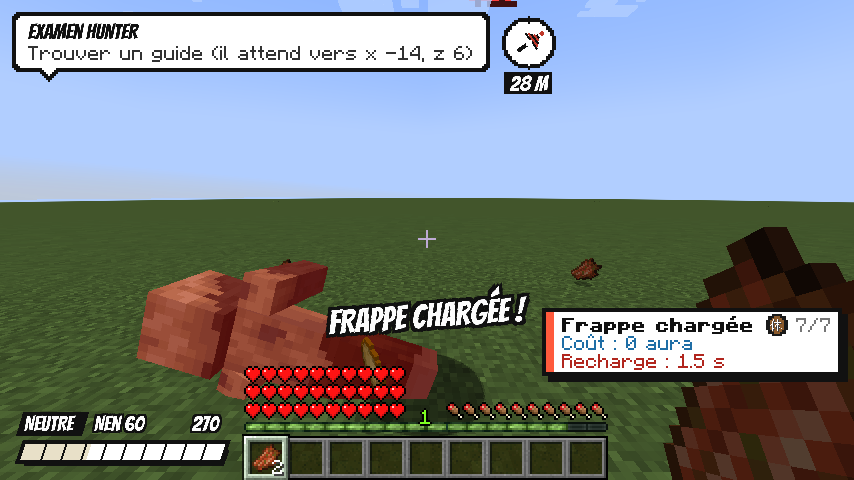 EXAMEN HUNTER
Trouver un guide (il attend vers x -14, z 6)
28 M
FRAPPE CHARGÉE !
Frappe chargée 7/7
Coût : 0 aura
Recharge : 1.5 s
NEUTRE NEN 60 270
1
2